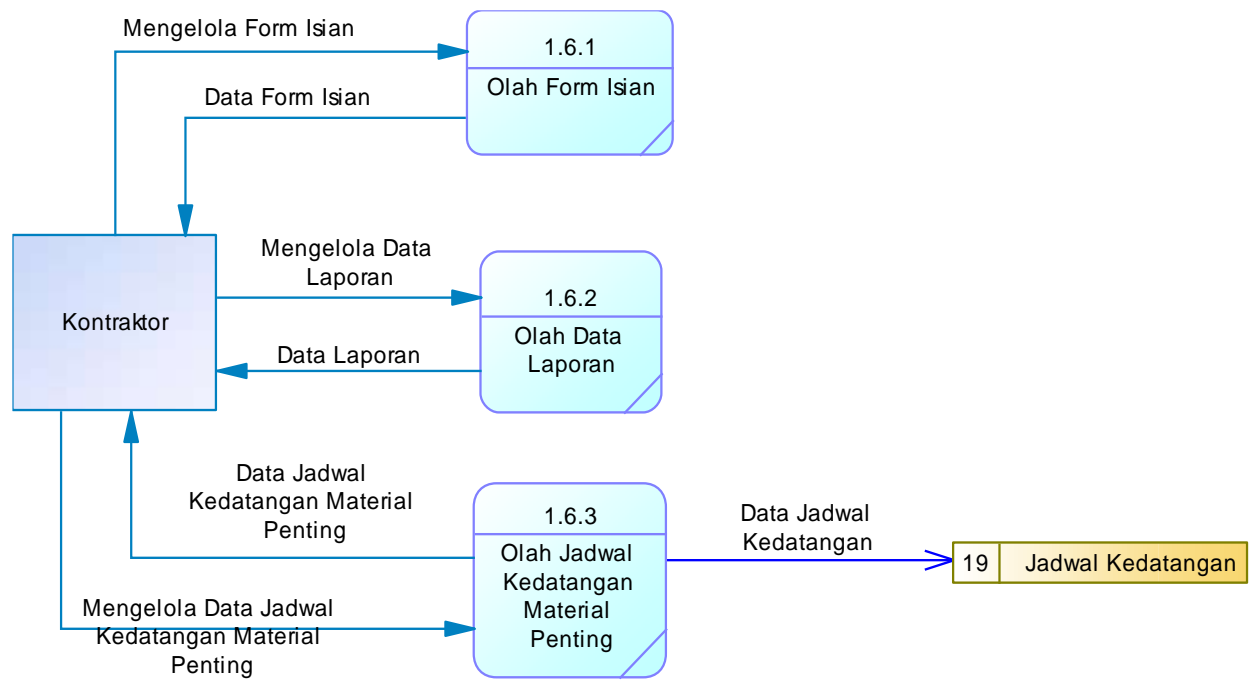 Mengelola Form Isian
1.6.1
Olah Form Isian
Data Form Isian
Mengelola Data
Laporan
1.6.2
Olah Data
Laporan
Kontraktor
Data Laporan
Data Jadwal
Kedatangan Material
Penting
1.6.3
Olah Jadwal
Kedatangan
Material
Penting
Data Jadwal
Kedatangan
19
Jadwal Kedatangan
Mengelola Data Jadwal
Kedatangan Material
Penting